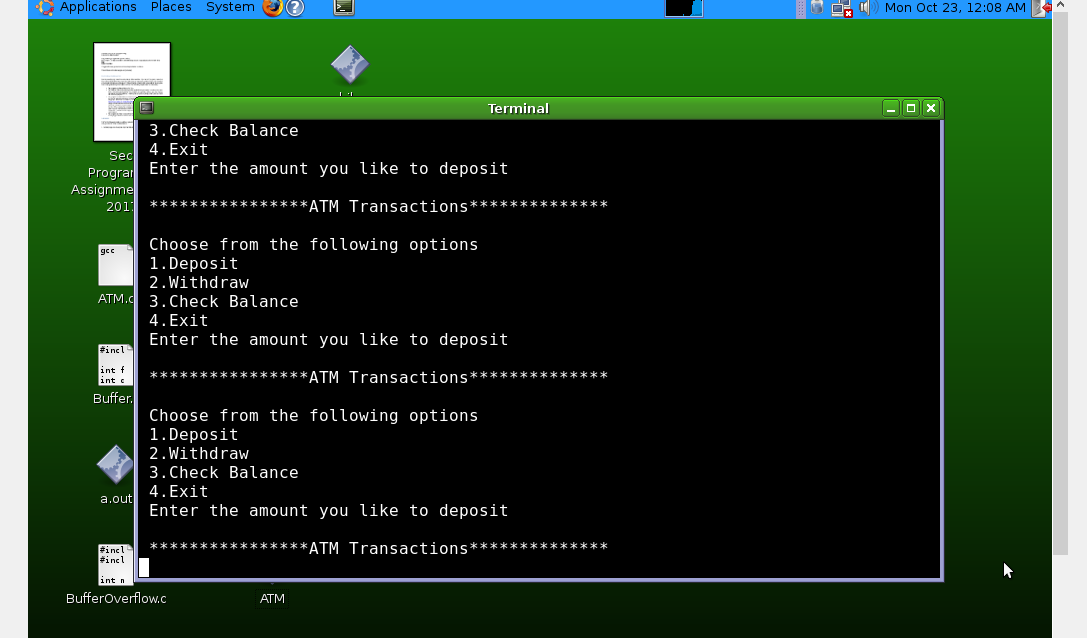 Applications Places System
Mon Oct 23, 12:08 AM
Sec
Progra
Assignme
201
gcc
ATM.c
#incl
int f
int c
Buffer.
a.out
#incl
#incl
int n
BufferOverflow.c
ATM
Terminal
3.Check Balance
4.Exit
Enter the amount you like to deposit
****************ATM Transactions**************
Choose from the following options
1.Deposit
2.Withdraw
3.Check Balance
4.Exit
Enter the amount you like to deposit
****************ATM Transactions**************
Choose from the following options
1.Deposit
2.Withdraw
3.Check Balance
4.Exit
Enter the amount you like to deposit
****************ATM Transactions**************